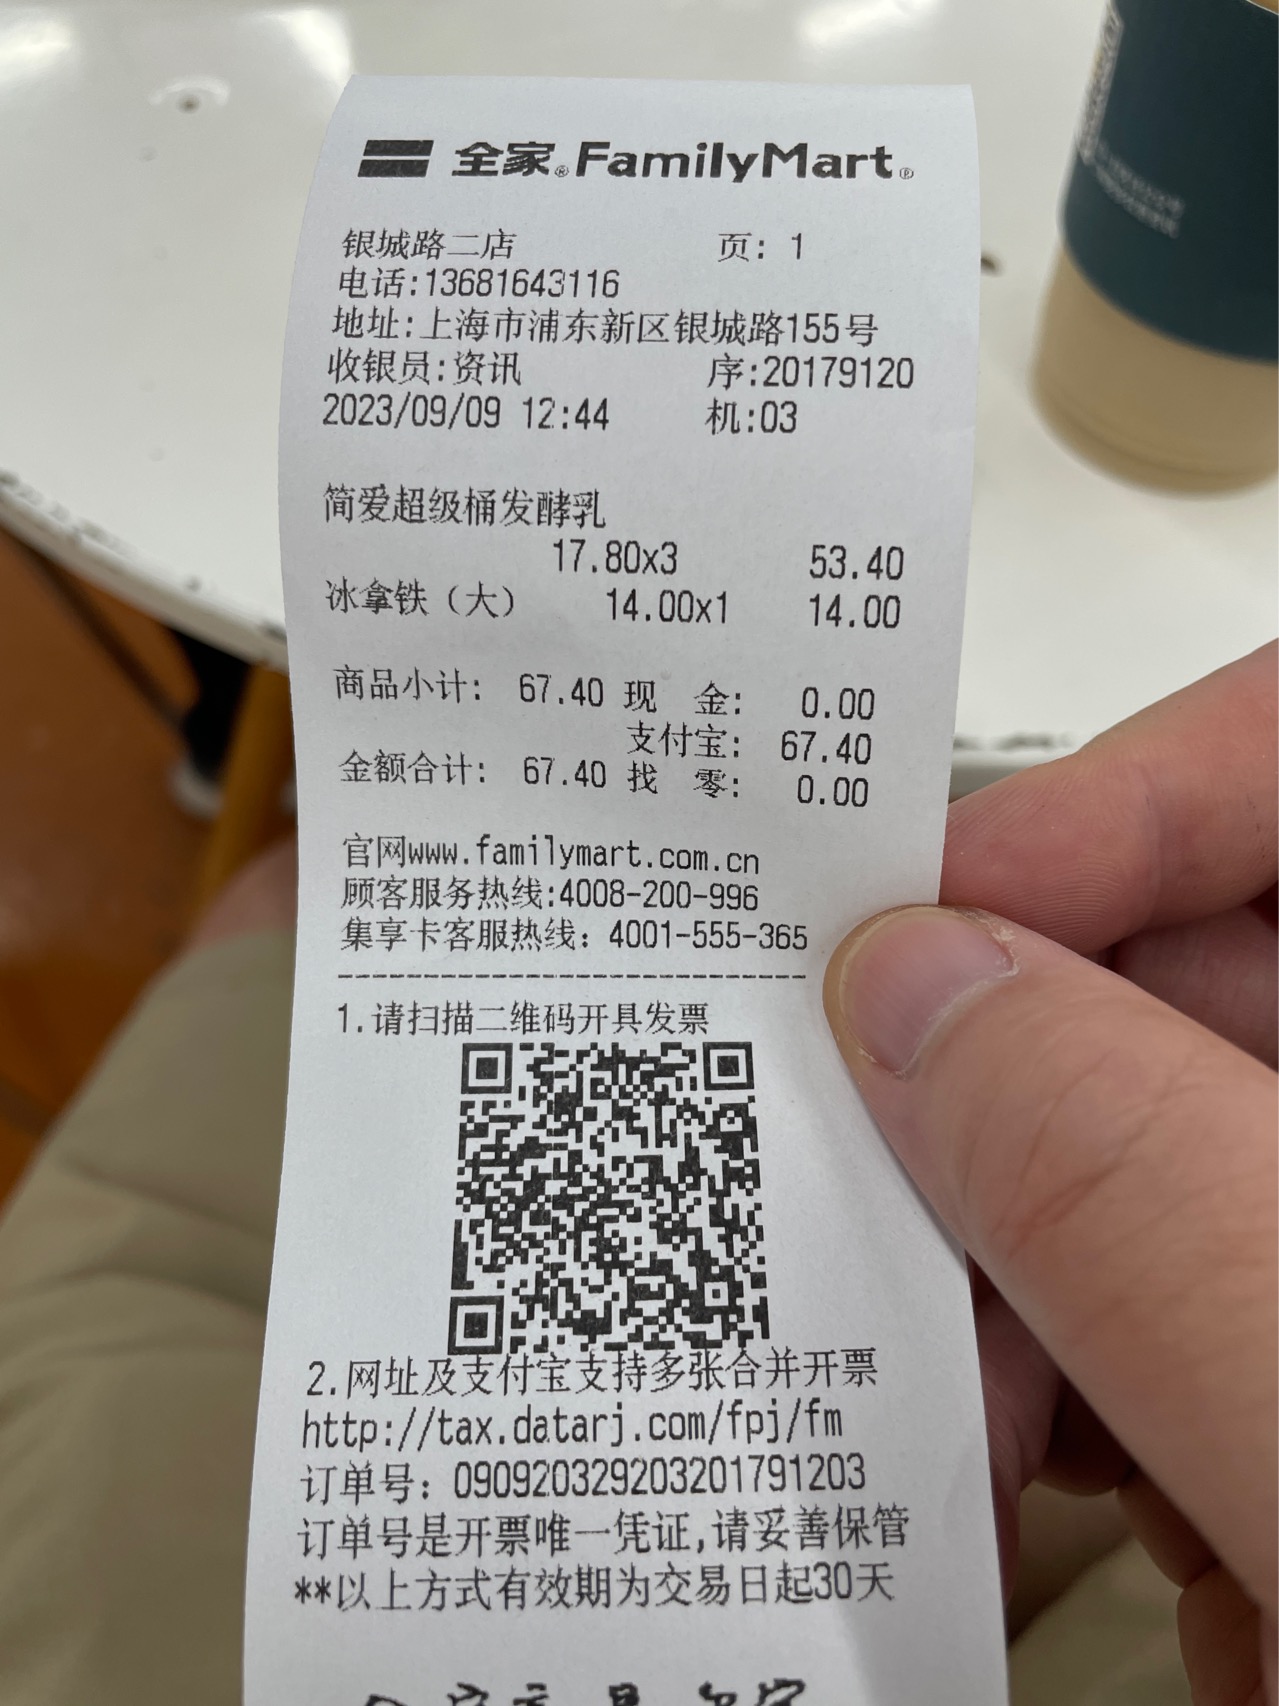 全家®FamilyMart®
银城路二店 页: 1
电话:13681643116
地址:上海市浦东新区银城路155号
收银员:资讯 序:20179120
2023/09/09 12:44 机:03
简爱超级桶发酵乳
17.80x3 53.40
冰拿铁（大） 14.00x1 14.00
商品小计: 67.40 现 金: 0.00
支付宝: 67.40
金额合计: 67.40 找 零: 0.00
官网www.familymart.com.cn
顾客服务热线:4008-200-996
集享卡客服热线: 4001-555-365
1.请扫描二维码开具发票
2.网址及支付宝支持多张合并开票
http://tax.datarj.com/fpj/fm
订单号: 090920329203201791203
订单号是开票唯一凭证,请妥善保管
**以上方式有效期为交易日起30天